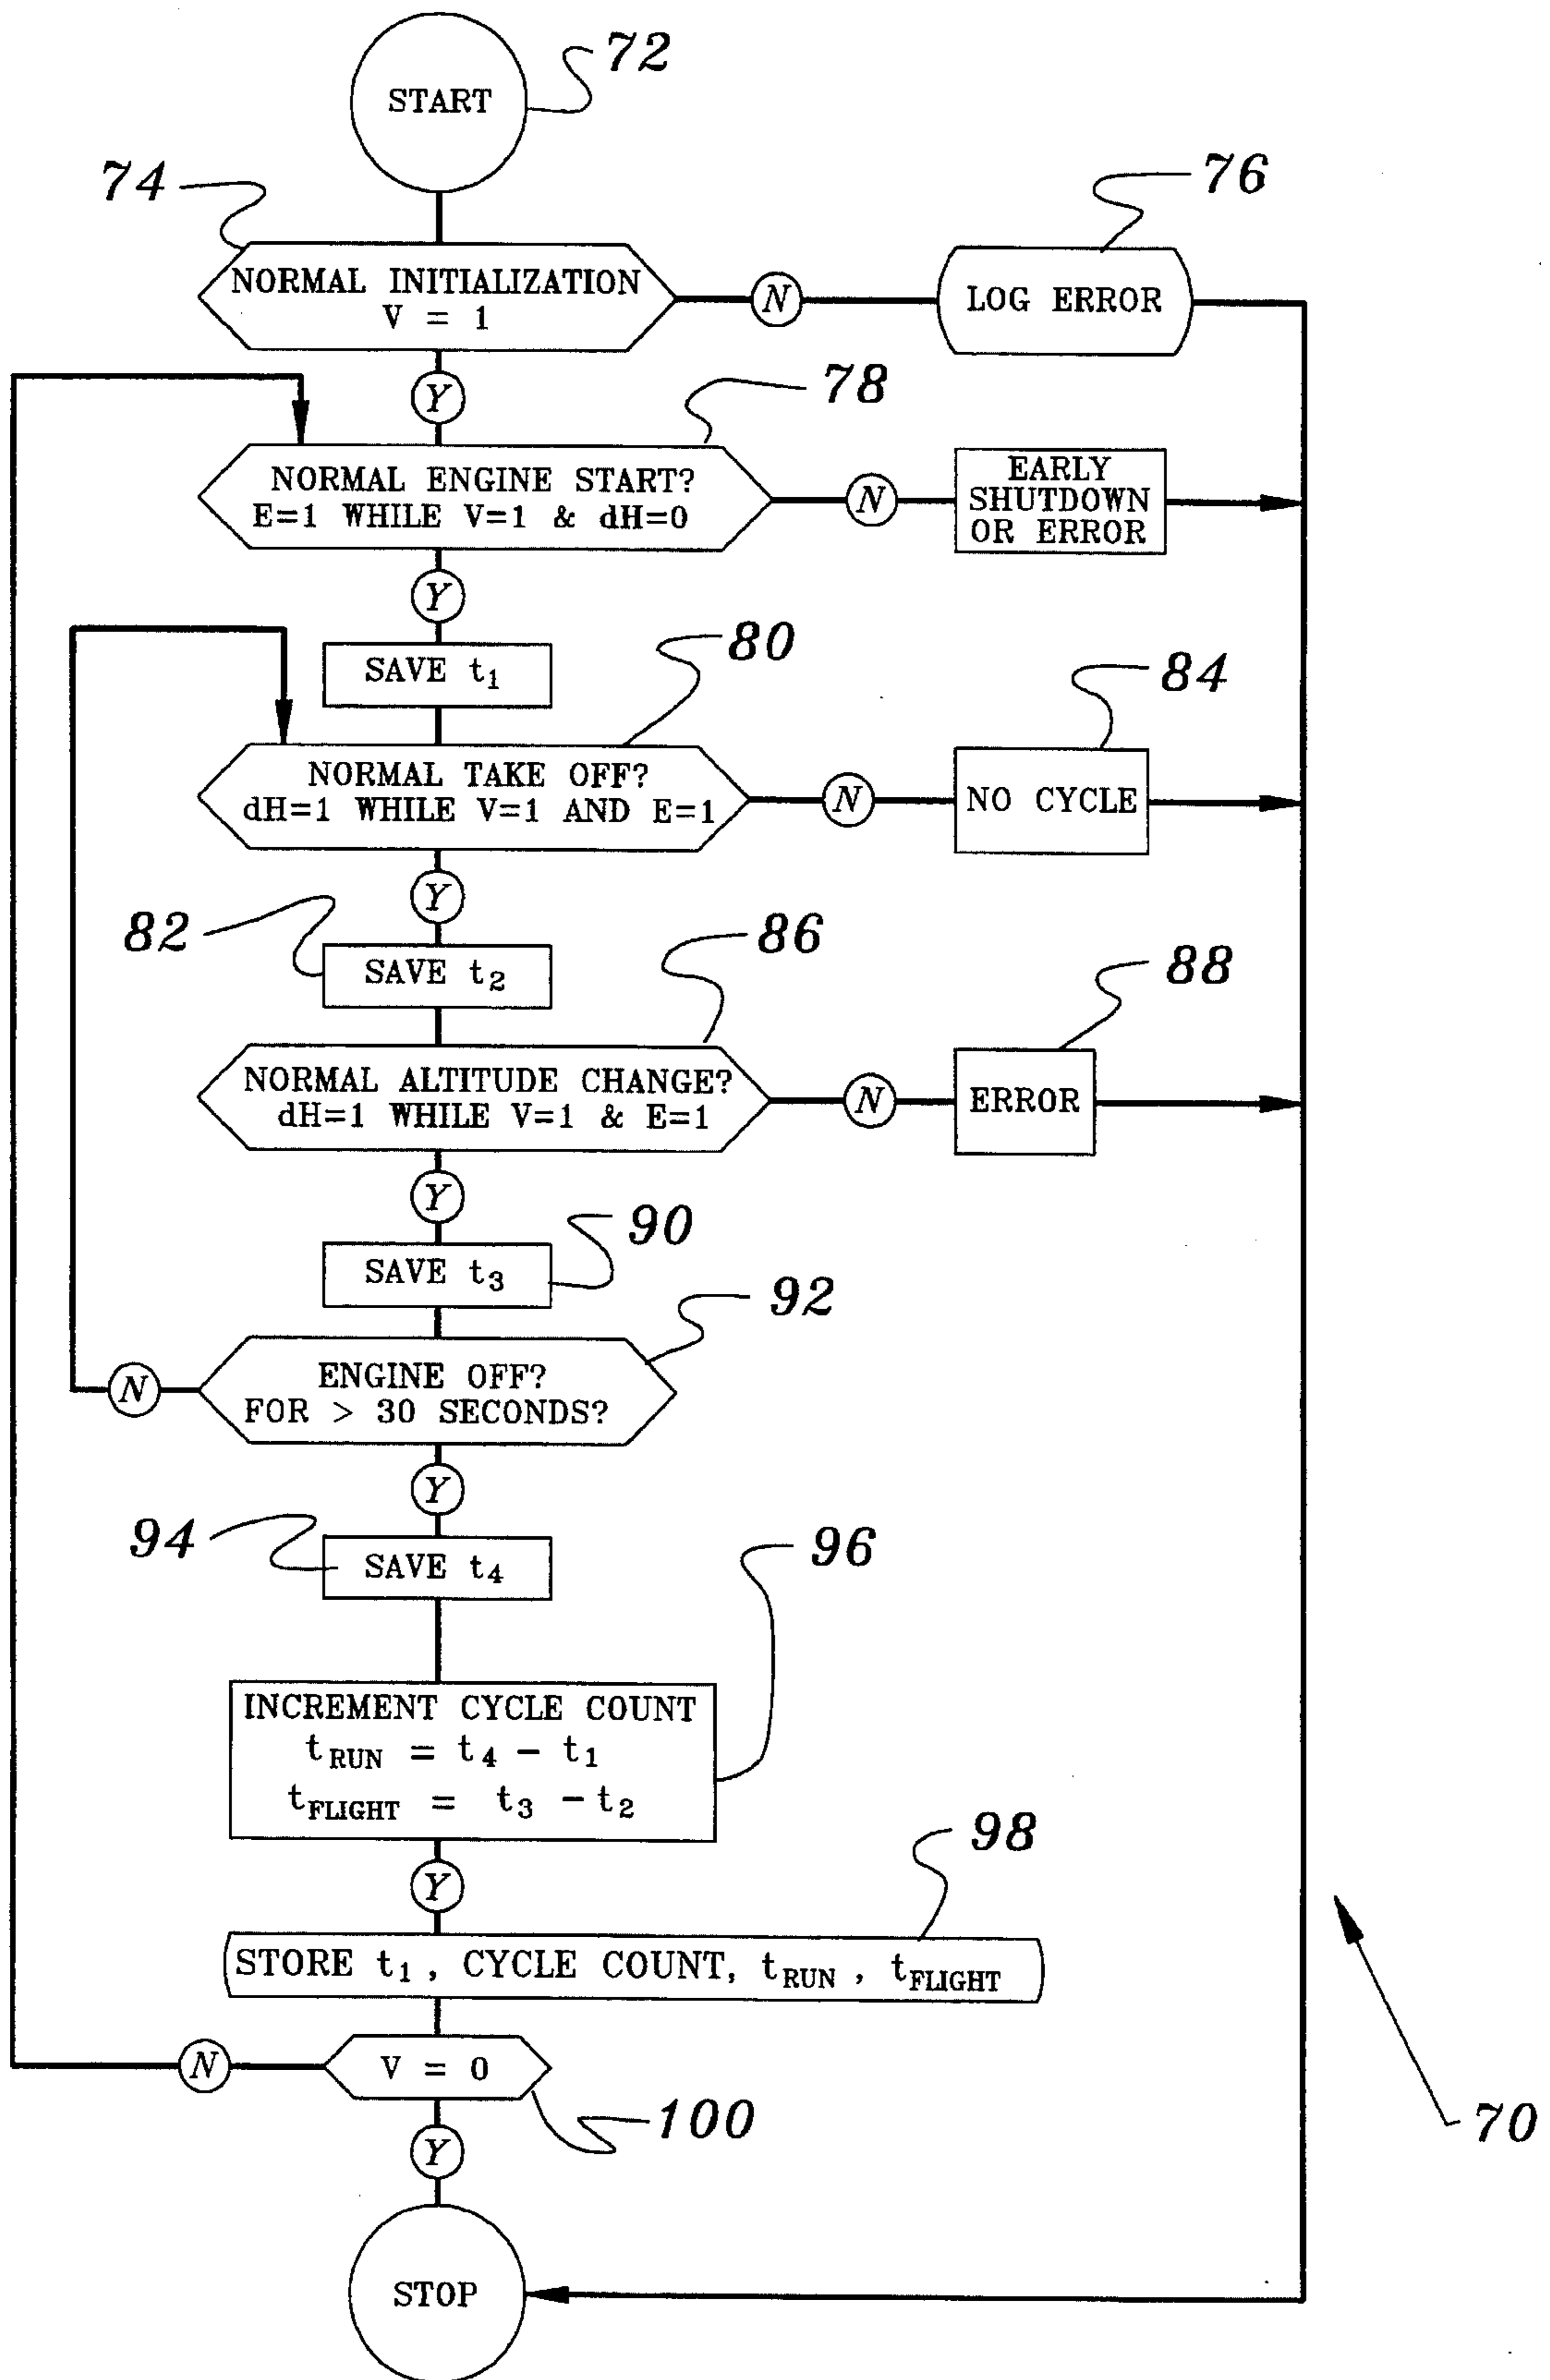 72
START
74
76
NORMAL INITIALIZATION
V = 1
N
LOG ERROR
Y
78
NORMAL ENGINE START?
E=1 WHILE V=1 & dH=0
N
EARLY
SHUTDOWN
OR ERROR
Y
SAVE t₁
80
84
NORMAL TAKE OFF?
dH=1 WHILE V=1 AND E=1
N
NO CYCLE
Y
82
SAVE t₂
86
88
NORMAL ALTITUDE CHANGE?
dH=1 WHILE V=1 & E=1
N
ERROR
Y
90
SAVE t₃
92
ENGINE OFF?
FOR > 30 SECONDS?
N
Y
94
SAVE t₄
96
INCREMENT CYCLE COUNT
t_RUN = t₄ - t₁
t_FLIGHT = t₃ - t₂
Y
98
STORE t₁, CYCLE COUNT, t_RUN, t_FLIGHT
N
V = 0
100
Y
70
STOP